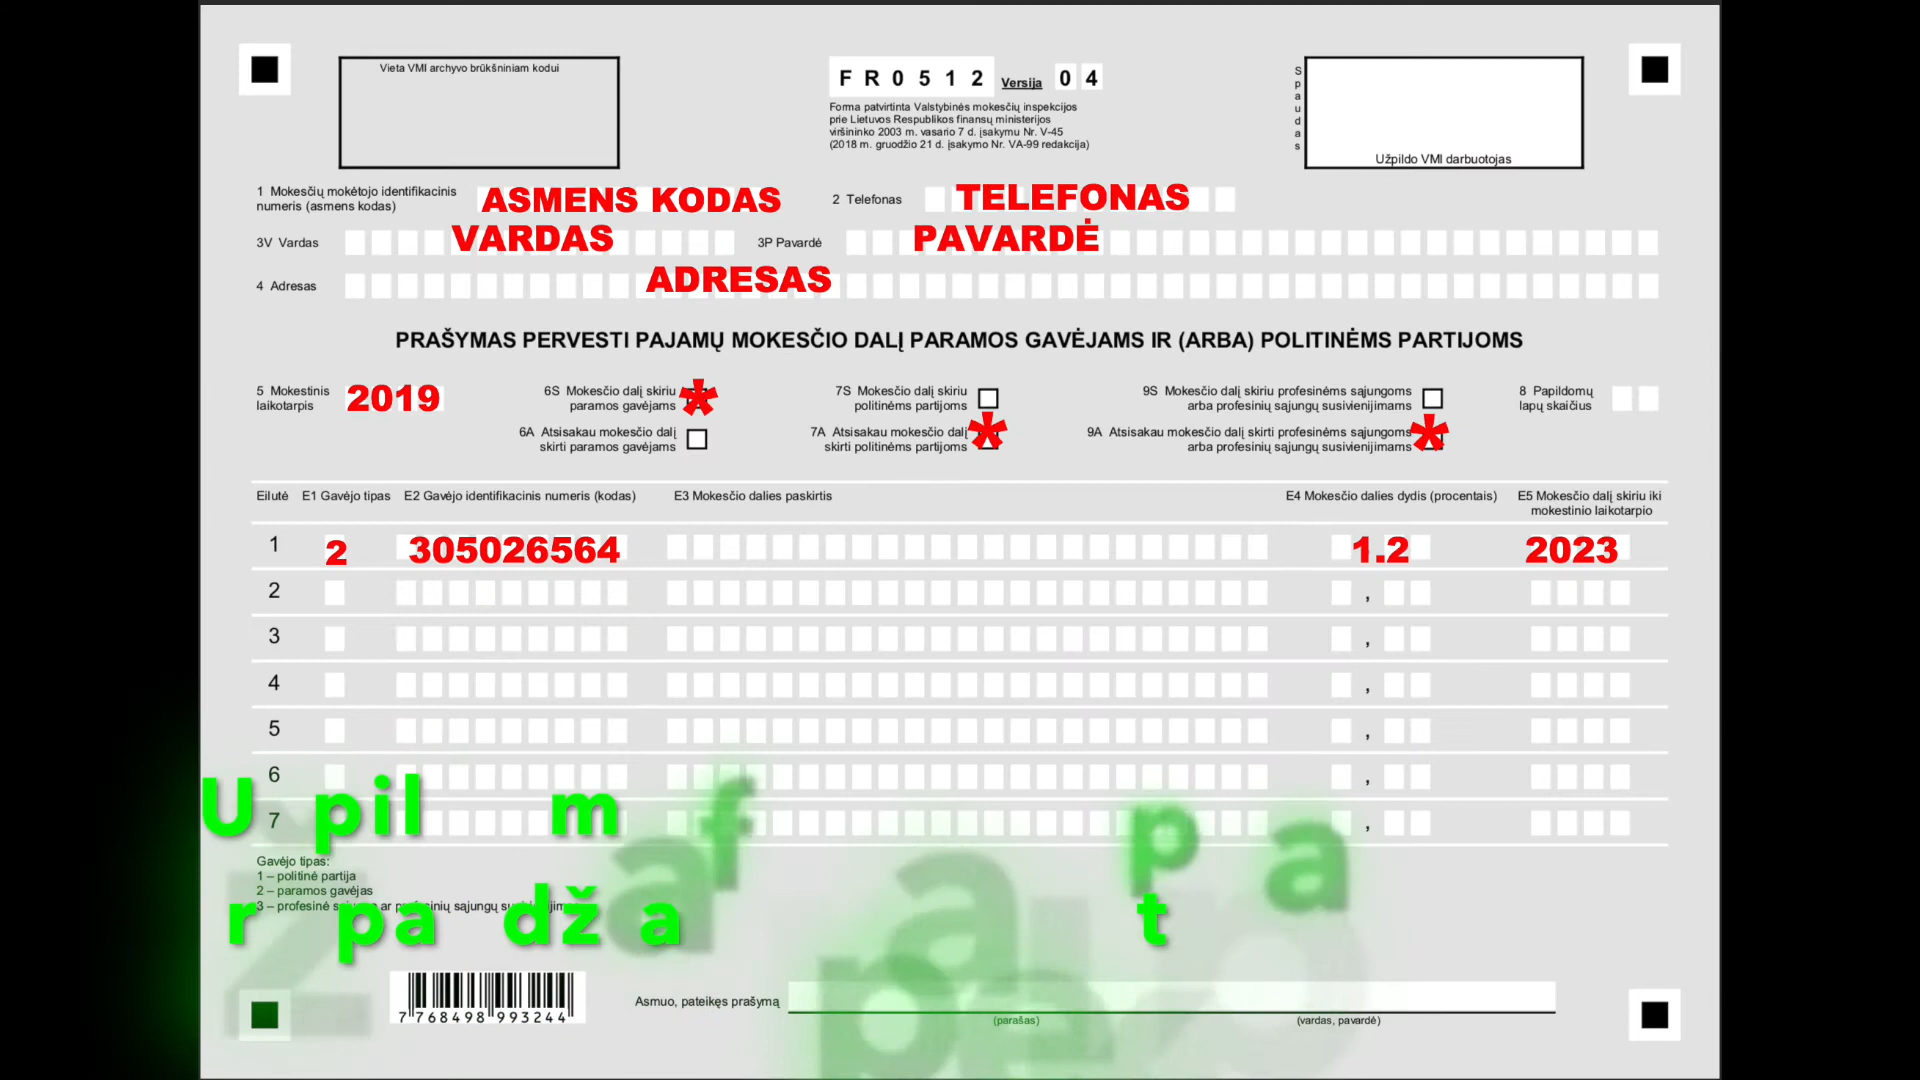 Vieta VMI archyvo brūkšniniam kodui
FR0512 Versija 04
Forma patvirtinta Valstybinės mokesčių inspekcijos
prie Lietuvos Respublikos finansų ministerijos
viršininko 2003 m. vasario 7 d. įsakymu Nr. V-45
(2018 m. gruodžio 21 d. įsakymo Nr. VA-99 redakcija)
Spaudas
Užpildo VMI darbuotojas
1 Mokesčių mokėtojo identifikacinis
numeris (asmens kodas)
ASMENS KODAS
2 Telefonas
TELEFONAS
3V Vardas
VARDAS
3P Pavardė
PAVARDĖ
4 Adresas
ADRESAS
PRAŠYMAS PERVESTI PAJAMŲ MOKESČIO DALĮ PARAMOS GAVĖJAMS IR (ARBA) POLITINĖMS PARTIJOMS
5 Mokestinis
laikotarpis
2019
6S Mokesčio dalį skiriu
paramos gavėjams
*
7S Mokesčio dalį skiriu
politinėms partijoms
9S Mokesčio dalį skiriu profesinėms sąjungoms
arba profesinių sąjungų susivienijimams
8 Papildomų
lapų skaičius
6A Atsisakau mokesčio dalį
skirti paramos gavėjams
7A Atsisakau mokesčio dalį
skirti politinėms partijoms
*
9A Atsisakau mokesčio dalį skirti profesinėms sąjungoms
arba profesinių sąjungų susivienijimams
*
Eilutė E1 Gavėjo tipas E2 Gavėjo identifikacinis numeris (kodas) E3 Mokesčio dalies paskirtis E4 Mokesčio dalies dydis (procentais) E5 Mokesčio dalį skiriu iki
mokestinio laikotarpio
1 2 305026564 1.2 2023
2 ,
3 ,
4 ,
5 ,
6 ,
7 ,
U pil m f p a
Gavėjo tipas:
1 – politinė partija
2 – paramos gavėjas
3 – profesinė
r pa dž a t
7 768498 993244
Asmuo, pateikęs prašymą
(parašas) (vardas, pavardė)